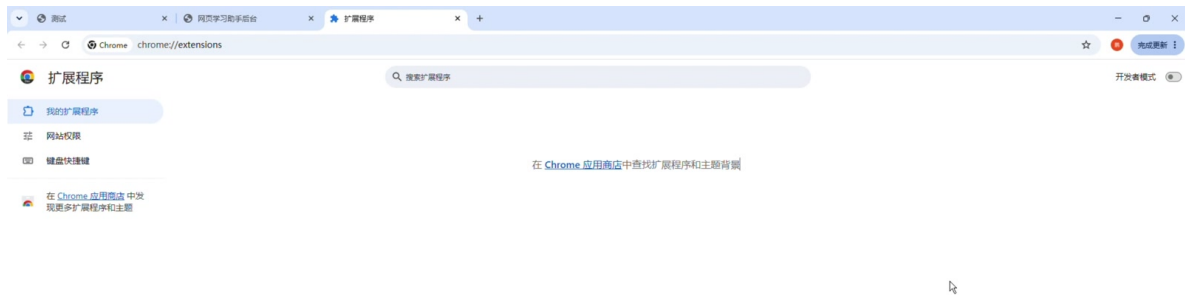 测试
网页学习助手后台
扩展程序
Chrome
chrome://extensions
完成更新
扩展程序
搜索扩展程序
开发者模式
我的扩展程序
网站权限
键盘快捷键
在 Chrome 应用商店中查找扩展程序和主题背景
在 Chrome 应用商店 中发
现更多扩展程序和主题